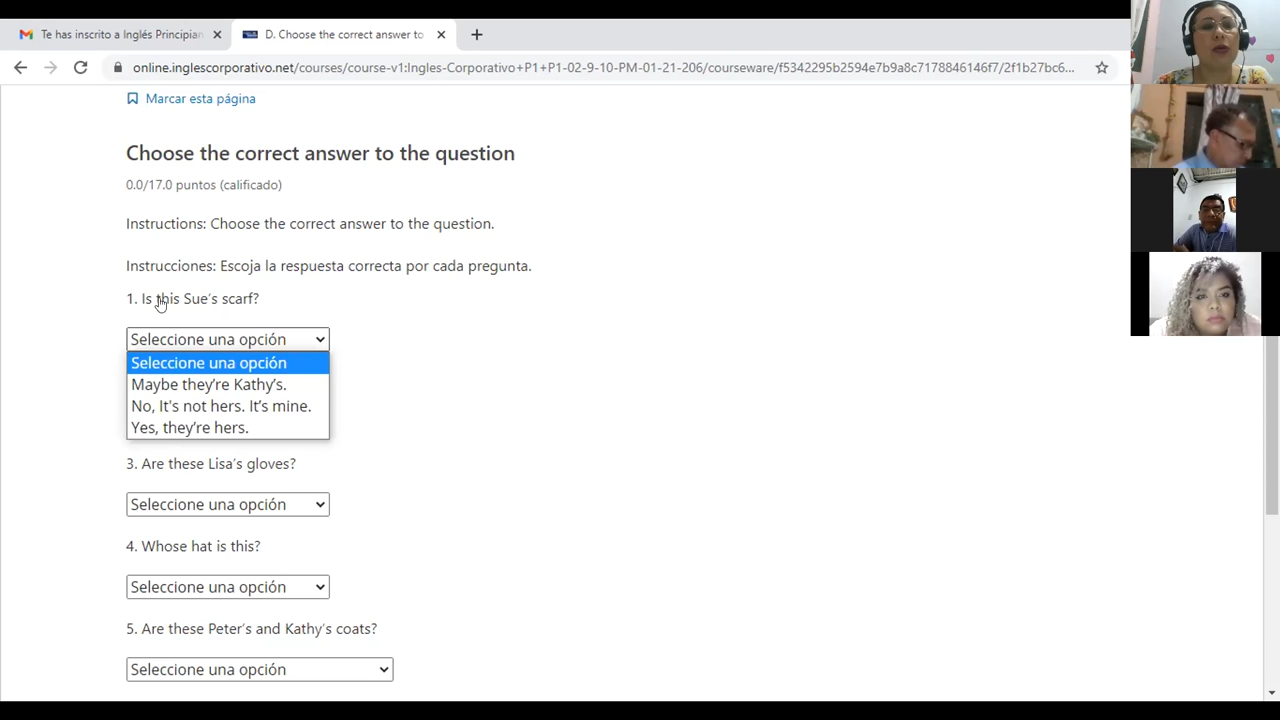 Te has inscrito a Inglés Principian
D. Choose the correct answer to
online.inglescorporativo.net/courses/course-v1:Ingles-Corporativo+P1+P1-02-9-10-PM-01-21-206/courseware/f5342295b2594e7b9a8c7178846146f7/2f1b27bc6...
Marcar esta página
Choose the correct answer to the question
0.0/17.0 puntos (calificado)
Instructions: Choose the correct answer to the question.
Instrucciones: Escoja la respuesta correcta por cada pregunta.
1. Is this Sue's scarf?
Seleccione una opción
Seleccione una opción
Maybe they're Kathy's.
No, It's not hers. It's mine.
Yes, they're hers.
3. Are these Lisa's gloves?
Seleccione una opción
4. Whose hat is this?
Seleccione una opción
5. Are these Peter's and Kathy's coats?
Seleccione una opción